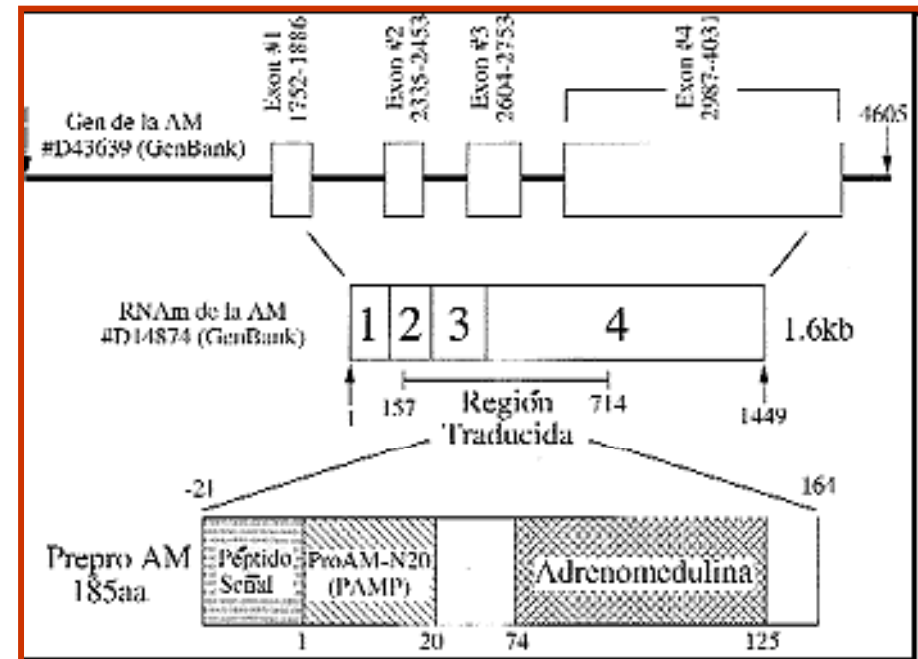 Exon #1
1752-1886
Exon #2
2335-2453
Exon #3
2604-2753
Exon #4
2987-4031
Gen de la AM
#D43639 (GenBank)
4605
RNAm de la AM
#D14874 (GenBank)
1 2 3 4
1.6kb
1 157 714 1449
Región
Traducida
-21 164
Prepro AM
185aa
Péptido
Señal
ProAM-N20
(PAMP)
Adrenomedulina
1 20 74 125